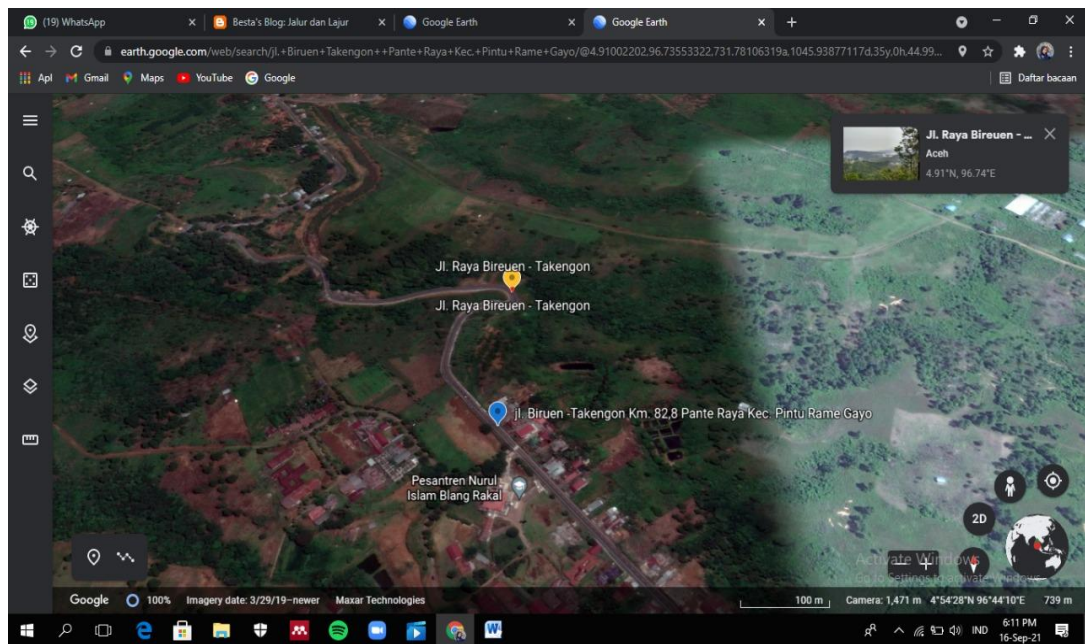 (19) WhatsApp
Besta's Blog: Jalur dan Lajur
Google Earth
Google Earth
earth.google.com/web/search/jl.+Biruen+Takengon++Pante+Raya+Kec.+Pintu+Rame+Gayo/@4.91002202,96.73553322,731.78106319a,1045.93877117d,35y,0h,44.99...
Apl
Gmail
Maps
YouTube
Google
Daftar bacaan
Jl. Raya Bireuen - ...
Aceh
4.91°N, 96.74°E
Jl. Raya Bireuen - Takengon
Jl. Raya Bireuen - Takengon
jl. Biruen -Takengon Km. 82,8 Pante Raya Kec. Pintu Rame Gayo
Pesantren Nurul
Islam Blang Rakal
2D
Activate Windows
Go to Settings to activate Windows.
Google
100%
Imagery date: 3/29/19-newer
Maxar Technologies
100 m
Camera: 1,471 m
4°54'28"N 96°44'10"E
739 m
IND
6:11 PM
16-Sep-21